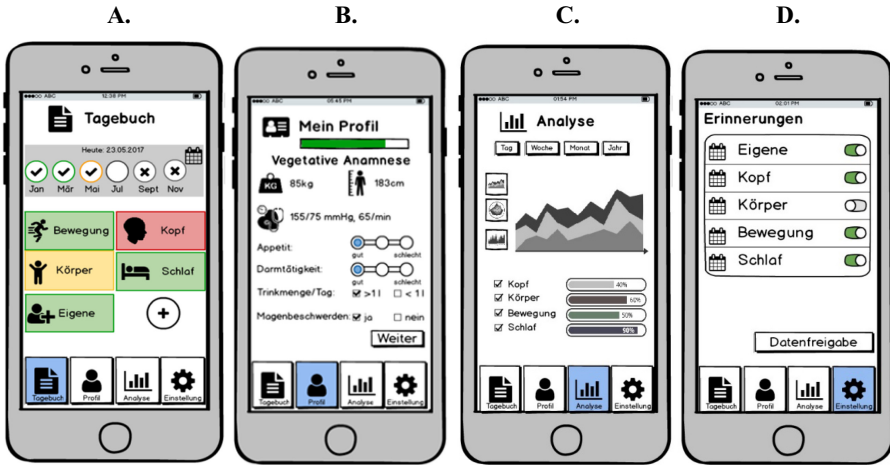 A.
B.
C.
D.
ABC 12:38 PM
Tagebuch
Heute: 23.05.2017
Jan Mär Mai Jul Sept Nov
Bewegung Kopf
Körper Schlaf
Eigene
Tagebuch Profil Analyse Einstellung
ABC 05:45 PM
Mein Profil
Vegetative Anamnese
KG 85kg 183cm
155/75 mmHg, 65/min
Appetit:
gut schlecht
Darmtätigkeit:
gut schlecht
Trinkmenge/Tag: >1 l < 1 l
Magenbeschwerden: ja nein
Weiter
Tagebuch Profil Analyse Einstellung
ABC 01:54 PM
Analyse
Tag Woche Monat Jahr
Kopf 40%
Körper 60%
Bewegung 50%
Schlaf 90%
Tagebuch Profil Analyse Einstellung
ABC 02:01 PM
Erinnerungen
Eigene
Kopf
Körper
Bewegung
Schlaf
Datenfreigabe
Tagebuch Profil Analyse Einstellung